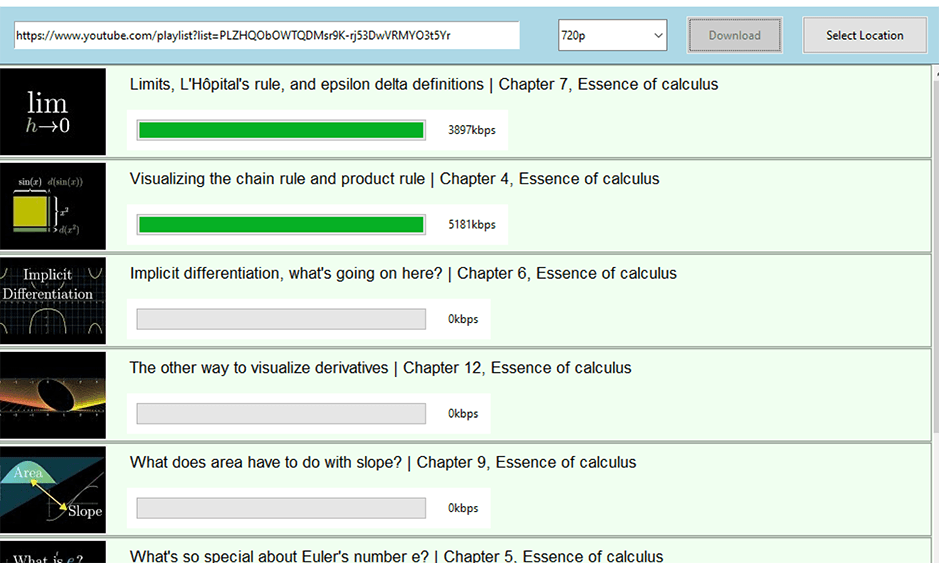 https://www.youtube.com/playlist?list=PLZHQObOWTQDMsr9K-rj53DwVRMYO3t5Yr 720p Download Select Location
Limits, L'Hôpital's rule, and epsilon delta definitions | Chapter 7, Essence of calculus
lim
h→0
3897kbps
Visualizing the chain rule and product rule | Chapter 4, Essence of calculus
sin(x) d(sin(x))
x²
d(x²)
5181kbps
Implicit differentiation, what's going on here? | Chapter 6, Essence of calculus
Implicit
Differentiation
0kbps
The other way to visualize derivatives | Chapter 12, Essence of calculus
0kbps
What does area have to do with slope? | Chapter 9, Essence of calculus
Area
Slope
0kbps
What's so special about Euler's number e? | Chapter 5, Essence of calculus
What is e?